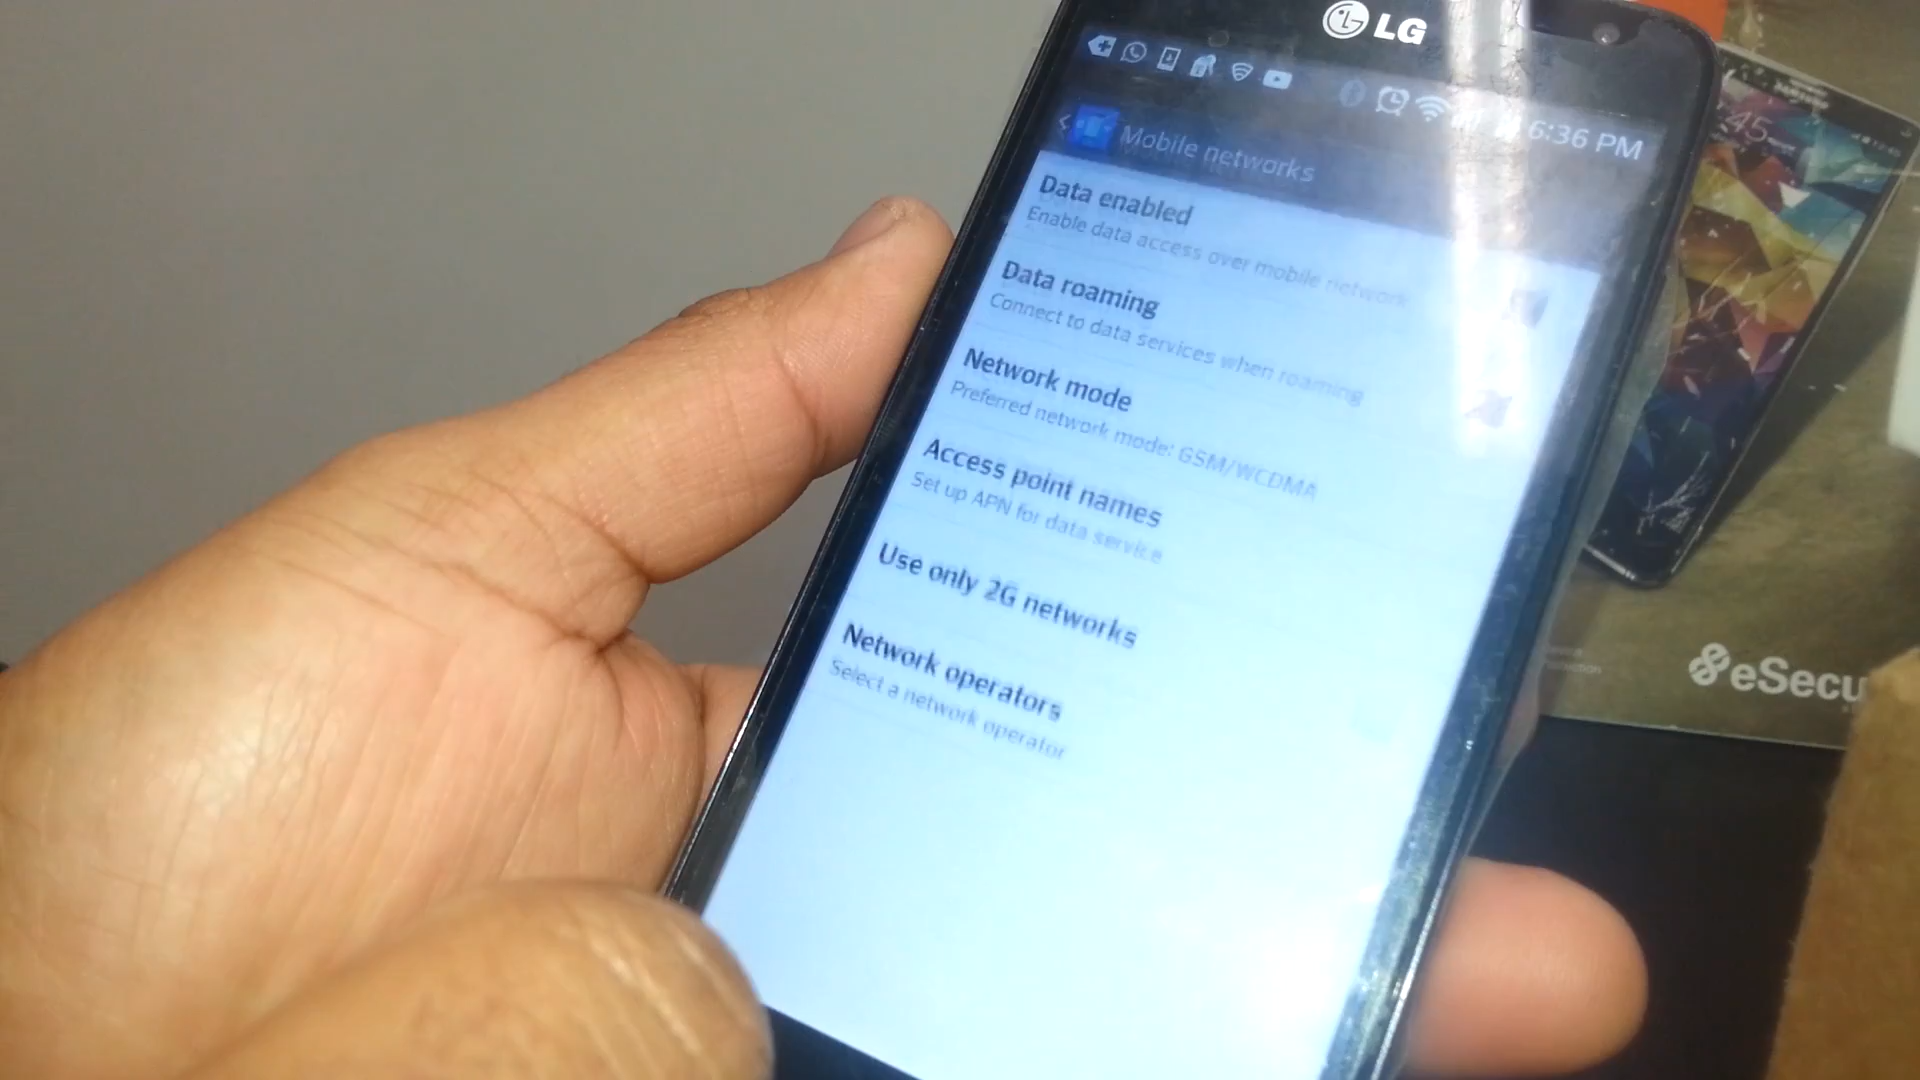 LG
6:36 PM
Mobile networks
Data enabled
Enable data access over mobile network
Data roaming
Connect to data services when roaming
Network mode
Preferred network mode: GSM/WCDMA
Access point names
Set up APN for data service
Use only 2G networks
Network operators
Select a network operator
45
eSecu